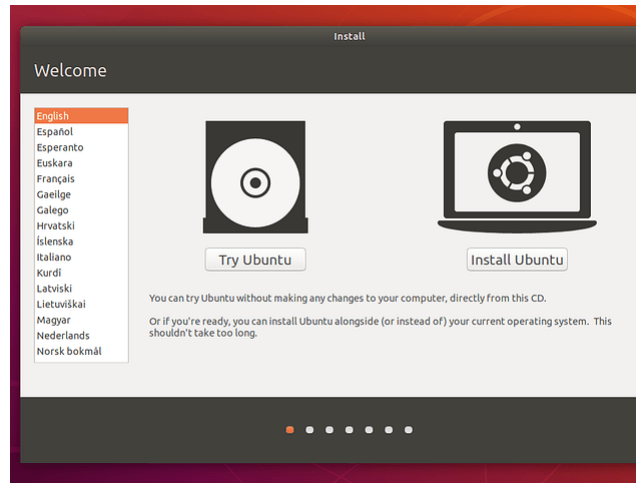 Install
Welcome
English
Español
Esperanto
Euskara
Français
Gaeilge
Galego
Hrvatski
Íslenska
Italiano
Kurdî
Latviski
Lietuviškai
Magyar
Nederlands
Norsk bokmål
Try Ubuntu
Install Ubuntu
You can try Ubuntu without making any changes to your computer, directly from this CD.
Or if you're ready, you can install Ubuntu alongside (or instead of) your current operating system. This
shouldn't take too long.